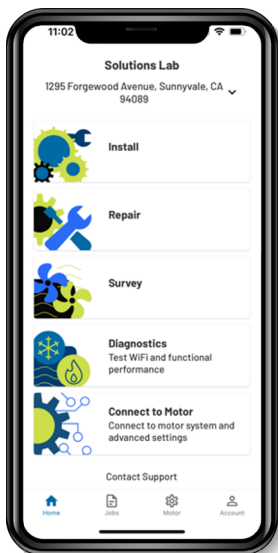 11:02
Solutions Lab
1295 Forgewood Avenue, Sunnyvale, CA
94089
Install
Repair
Survey
Diagnostics
Test WiFi and functional
performance
Connect to Motor
Connect to motor system and
advanced settings
Contact Support
Home
Jobs
Motor
Account